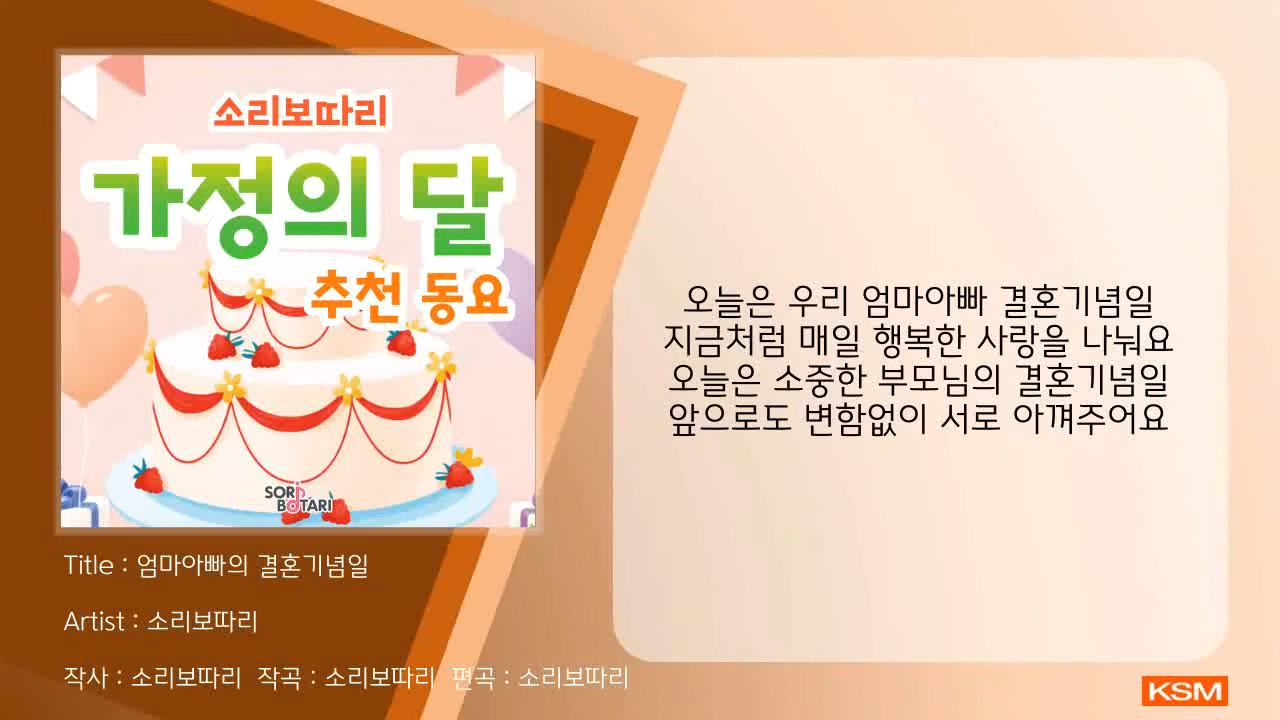 소리보따리
가정의 달
추천 동요
SORI
BOTARI
Title : 엄마아빠의 결혼기념일
Artist : 소리보따리
작사 : 소리보따리 작곡 : 소리보따리 편곡 : 소리보따리
오늘은 우리 엄마아빠 결혼기념일
지금처럼 매일 행복한 사랑을 나눠요
오늘은 소중한 부모님의 결혼기념일
앞으로도 변함없이 서로 아껴주어요
KSM